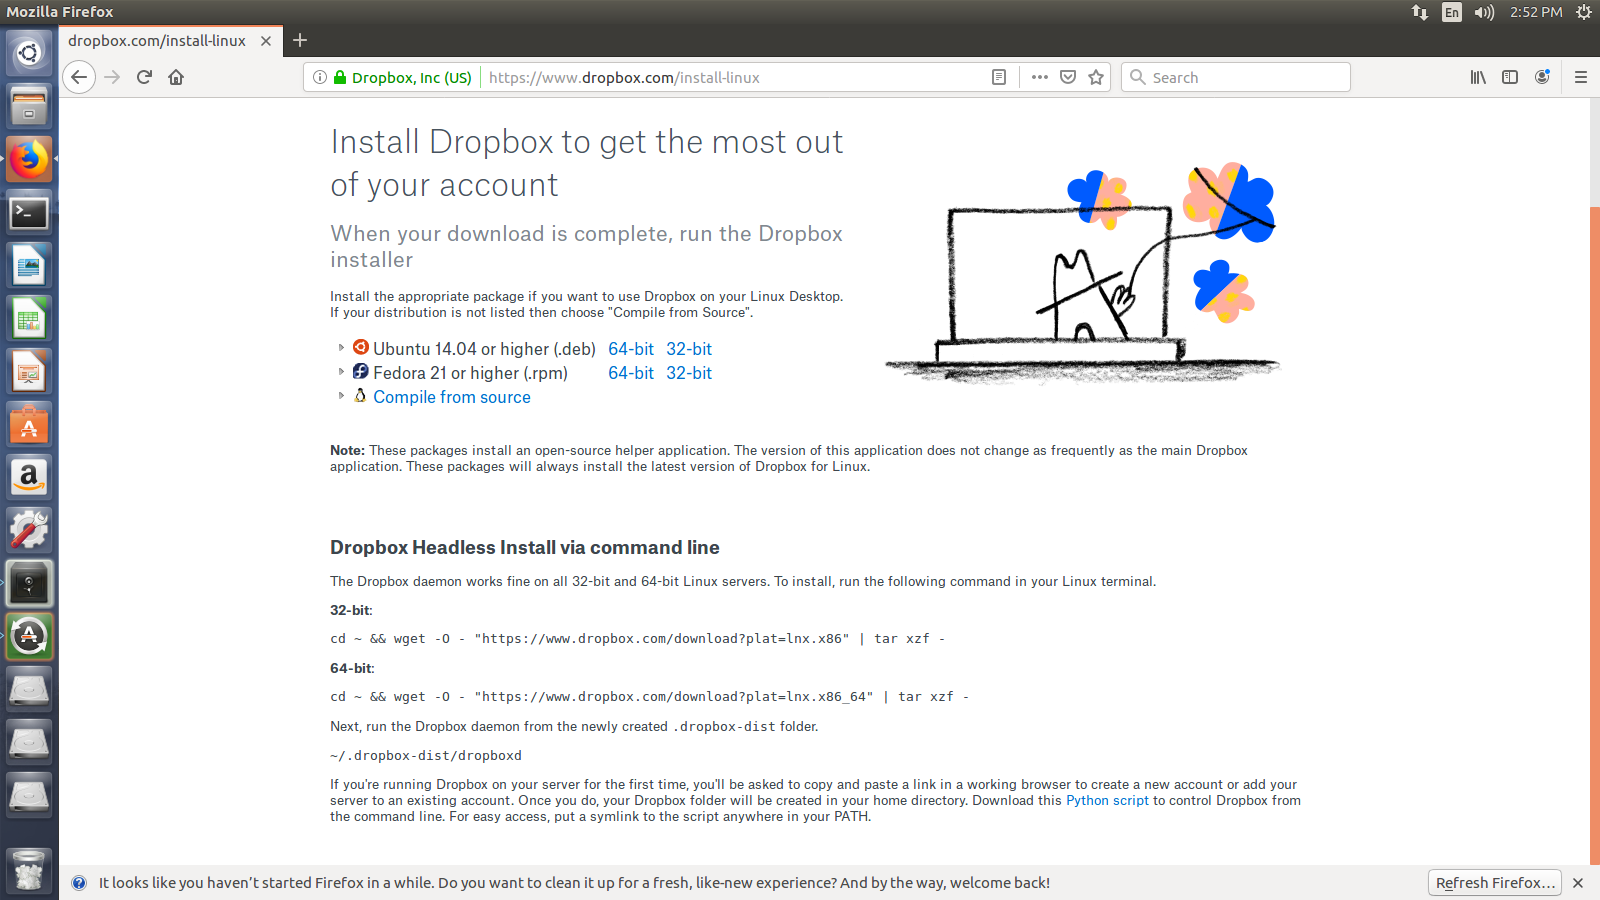 Mozilla Firefox
En
2:52 PM
dropbox.com/install-linux
Dropbox, Inc (US)
https://www.dropbox.com/install-linux
Search
Install Dropbox to get the most out
of your account
When your download is complete, run the Dropbox
installer
Install the appropriate package if you want to use Dropbox on your Linux Desktop.
If your distribution is not listed then choose "Compile from Source".
Ubuntu 14.04 or higher (.deb) 64-bit 32-bit
Fedora 21 or higher (.rpm) 64-bit 32-bit
Compile from source
Note: These packages install an open-source helper application. The version of this application does not change as frequently as the main Dropbox
application. These packages will always install the latest version of Dropbox for Linux.
Dropbox Headless Install via command line
The Dropbox daemon works fine on all 32-bit and 64-bit Linux servers. To install, run the following command in your Linux terminal.
32-bit:
cd ~ && wget -O - "https://www.dropbox.com/download?plat=lnx.x86" | tar xzf -
64-bit:
cd ~ && wget -O - "https://www.dropbox.com/download?plat=lnx.x86_64" | tar xzf -
Next, run the Dropbox daemon from the newly created .dropbox-dist folder.
~/.dropbox-dist/dropboxd
If you're running Dropbox on your server for the first time, you'll be asked to copy and paste a link in a working browser to create a new account or add your
server to an existing account. Once you do, your Dropbox folder will be created in your home directory. Download this Python script to control Dropbox from
the command line. For easy access, put a symlink to the script anywhere in your PATH.
It looks like you haven’t started Firefox in a while. Do you want to clean it up for a fresh, like-new experience? And by the way, welcome back!
Refresh Firefox…